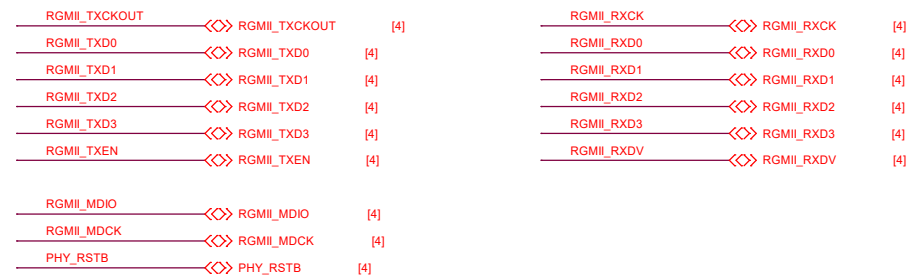 RGMII_TXCKOUT RGMII_TXCKOUT [4]
RGMII_TXD0 RGMII_TXD0 [4]
RGMII_TXD1 RGMII_TXD1 [4]
RGMII_TXD2 RGMII_TXD2 [4]
RGMII_TXD3 RGMII_TXD3 [4]
RGMII_TXEN RGMII_TXEN [4]
RGMII_RXCK RGMII_RXCK [4]
RGMII_RXD0 RGMII_RXD0 [4]
RGMII_RXD1 RGMII_RXD1 [4]
RGMII_RXD2 RGMII_RXD2 [4]
RGMII_RXD3 RGMII_RXD3 [4]
RGMII_RXDV RGMII_RXDV [4]
RGMII_MDIO RGMII_MDIO [4]
RGMII_MDCK RGMII_MDCK [4]
PHY_RSTB PHY_RSTB [4]